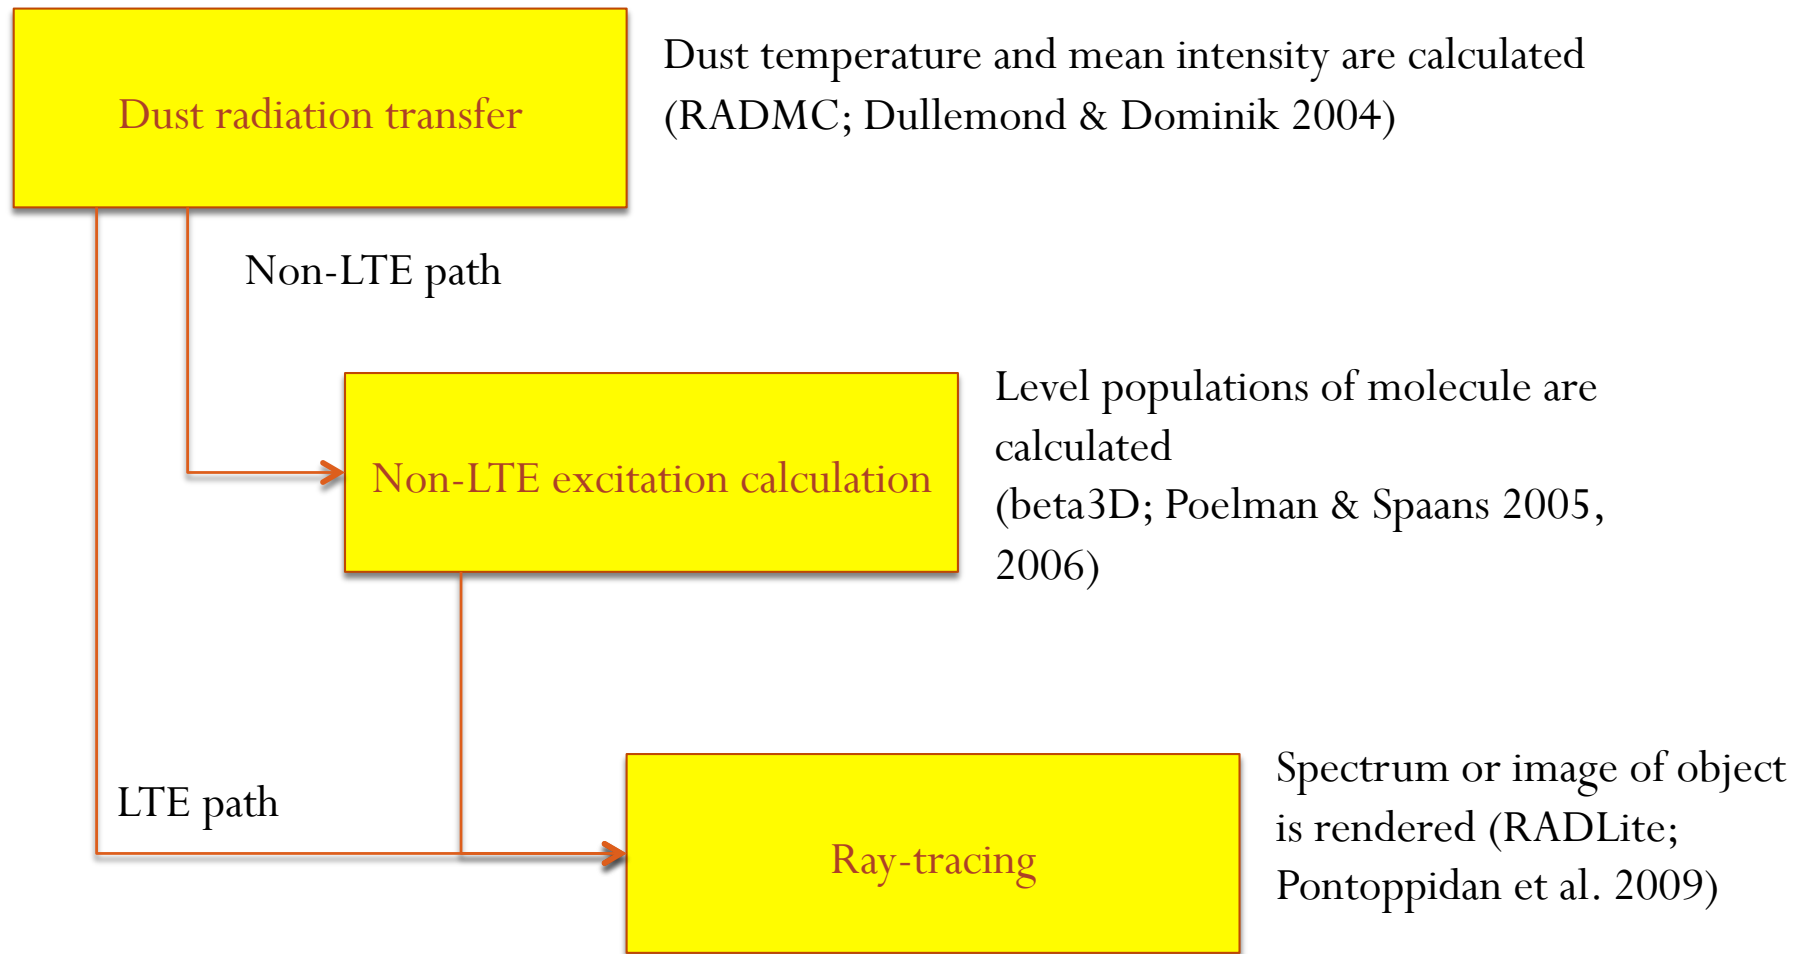 Dust radiation transfer
Dust temperature and mean intensity are calculated
(RADMC; Dullemond & Dominik 2004)
Non-LTE path
Non-LTE excitation calculation
Level populations of molecule are
calculated
(beta3D; Poelman & Spaans 2005,
2006)
LTE path
Ray-tracing
Spectrum or image of object
is rendered (RADLite;
Pontoppidan et al. 2009)